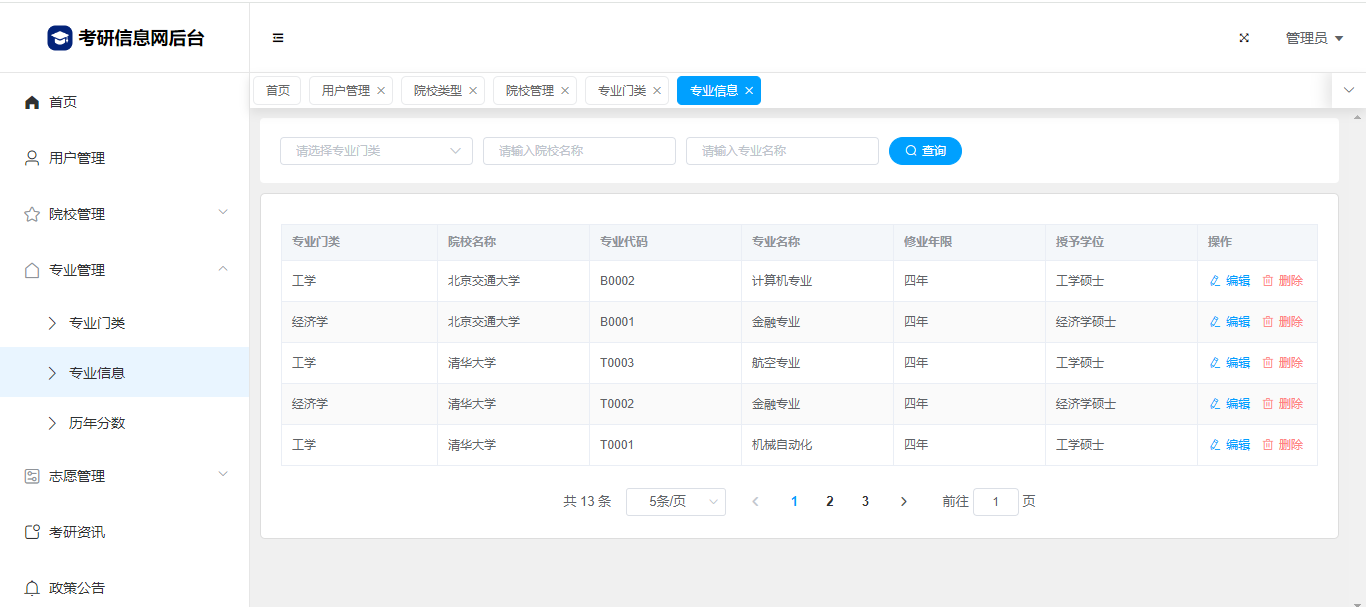 考研信息网后台
管理员
首页 用户管理 院校类型 院校管理 专业门类 专业信息
首页
用户管理
院校管理
专业管理
专业门类
专业信息
历年分数
志愿管理
考研资讯
政策公告
请选择专业门类 请输入院校名称 请输入专业名称 查询
专业门类 院校名称 专业代码 专业名称 修业年限 授予学位 操作
工学 北京交通大学 B0002 计算机专业 四年 工学硕士 编辑 删除
经济学 北京交通大学 B0001 金融专业 四年 经济学硕士 编辑 删除
工学 清华大学 T0003 航空专业 四年 工学硕士 编辑 删除
经济学 清华大学 T0002 金融专业 四年 经济学硕士 编辑 删除
工学 清华大学 T0001 机械自动化 四年 工学硕士 编辑 删除
共 13 条 5条/页 1 2 3 前往 1 页